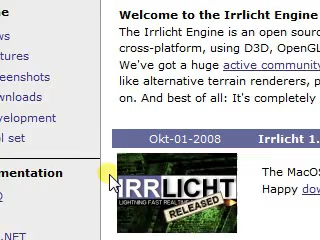 ne
ws
tures
eenshots
wnloads
velopment
l set
mentation
Q
.NET
Welcome to the Irrlicht Engine
The Irrlicht Engine is an open sourc
cross-platform, using D3D, OpenGL
We've got a huge active community
like alternative terrain renderers, p
on. And best of all: It's completely
Okt-01-2008 Irrlicht 1.
IRRLICHT
LIGHTNING FAST REALTIME
RELEASED
The MacOS
Happy dow